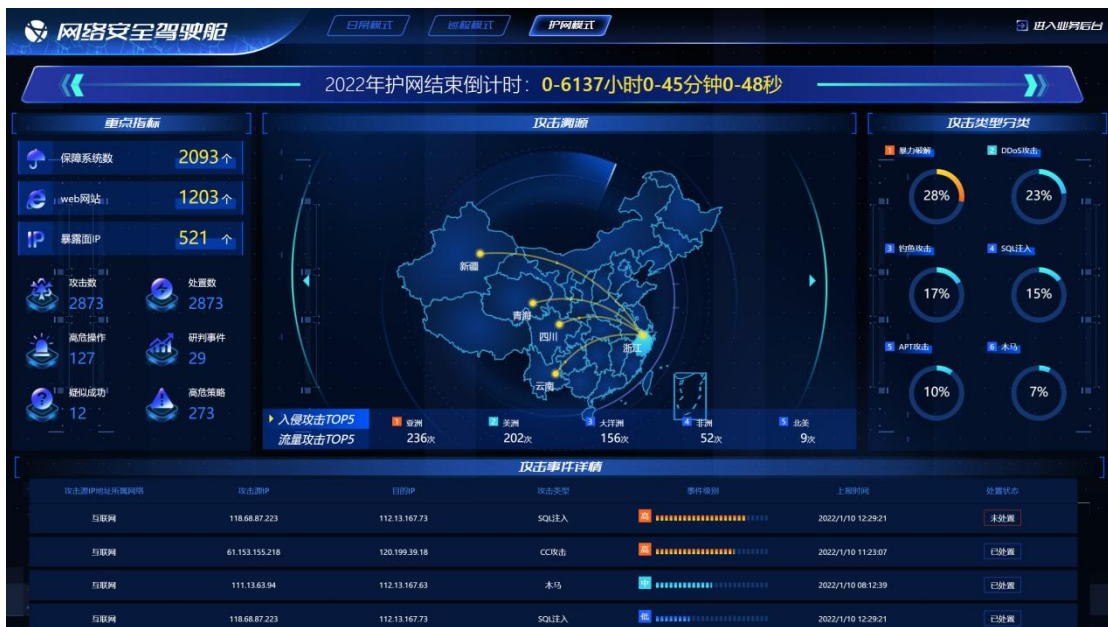 网络安全驾驶舱
日常模式 巡检模式 护网模式
进入业务后台
2022年护网结束倒计时：0-6137小时0-45分钟0-48秒
重点指标
保障系统数 2093个
web网站 1203个
IP 暴露面IP 521 个
攻击数 2873
处置数 2873
高危操作 127
研判事件 29
疑似成功 12
高危策略 273
攻击溯源
新疆
青海
四川
浙江
云南
入侵攻击TOP5
流量攻击TOP5
1 亚洲 236次
2 美洲 202次
3 大洋洲 156次
4 非洲 52次
5 北美 9次
攻击类型分类
1 暴力破解 28%
2 DDoS攻击 23%
3 钓鱼攻击 17%
4 SQL注入 15%
5 APT攻击 10%
6 木马 7%
攻击事件详情
攻击源IP地址所属网络 攻击源IP 目的IP 攻击类型 事件级别 上报时间 处置状态
互联网 118.68.87.223 112.13.167.73 SQL注入 高 2022/1/10 12:29:21 未处置
互联网 61.153.155.218 120.199.39.18 CC攻击 高 2022/1/10 11:23:07 已处置
互联网 111.13.63.94 112.13.167.63 木马 中 2022/1/10 08:12:39 已处置
互联网 118.68.87.223 112.13.167.73 SQL注入 低 2022/1/10 12:29:21 已处置